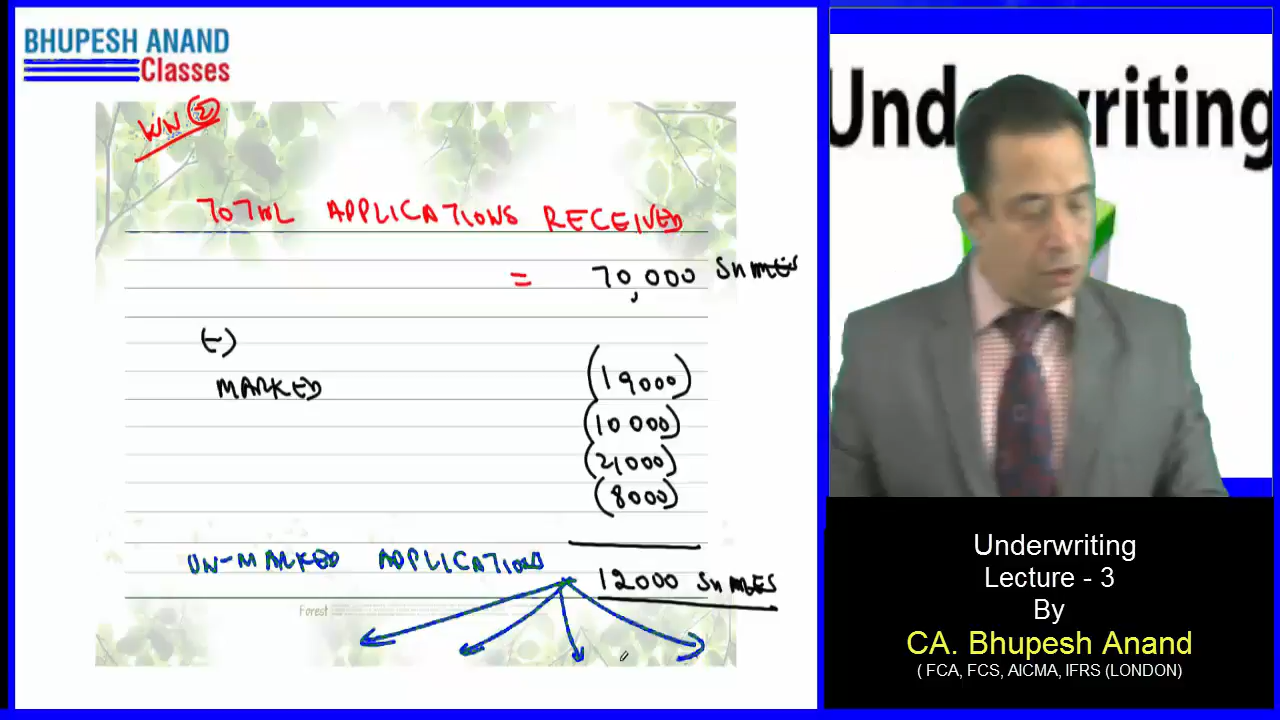 BHUPESH ANAND
Classes
WN ②
TOTAL APPLICATIONS RECEIVED
= 70,000 SHARES
(-)
MARKED (19000)
(10000)
(21000)
(8000)
UN-MARKED APPLICATIONS 12000 SHARES
Forest
Underwriting
Underwriting
Lecture - 3
By
CA. Bhupesh Anand
( FCA, FCS, AICMA, IFRS (LONDON)